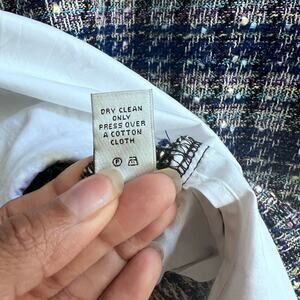 DRY CLEAN
ONLY
PRESS OVER
A COTTON
CLOTH
P